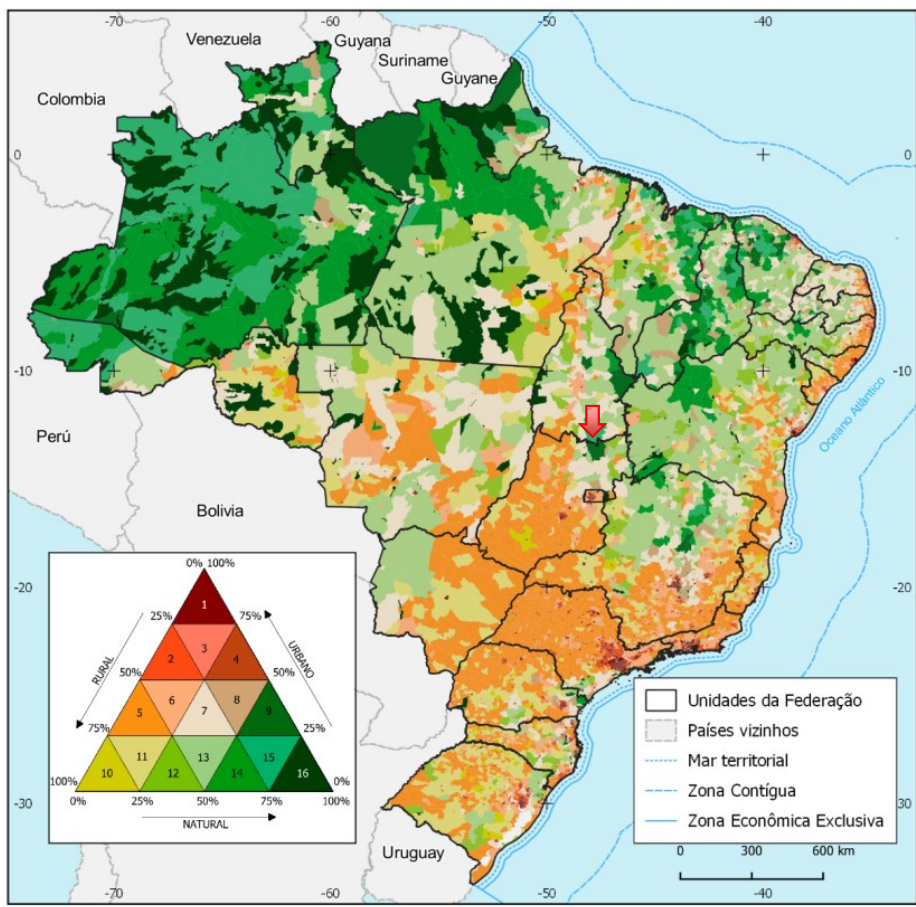 -70
-60
-50
-40
Venezuela
Guyana
Suriname
Guyane
Colombia
0
0
-10
-10
Perú
Oceano Atlântico
Bolivia
-20
-20
0% 100%
1
25%
75%
RURAL
URBANO
2
3
4
50%
50%
5
6
7
8
9
75%
25%
10
11
12
13
14
15
16
100%
0%
0%
25%
50%
75%
100%
NATURAL
Unidades da Federação
Países vizinhos
Mar territorial
Zona Contígua
Zona Econômica Exclusiva
0 300 600 km
-30
-30
Uruguay
-70
-60
-50
-40